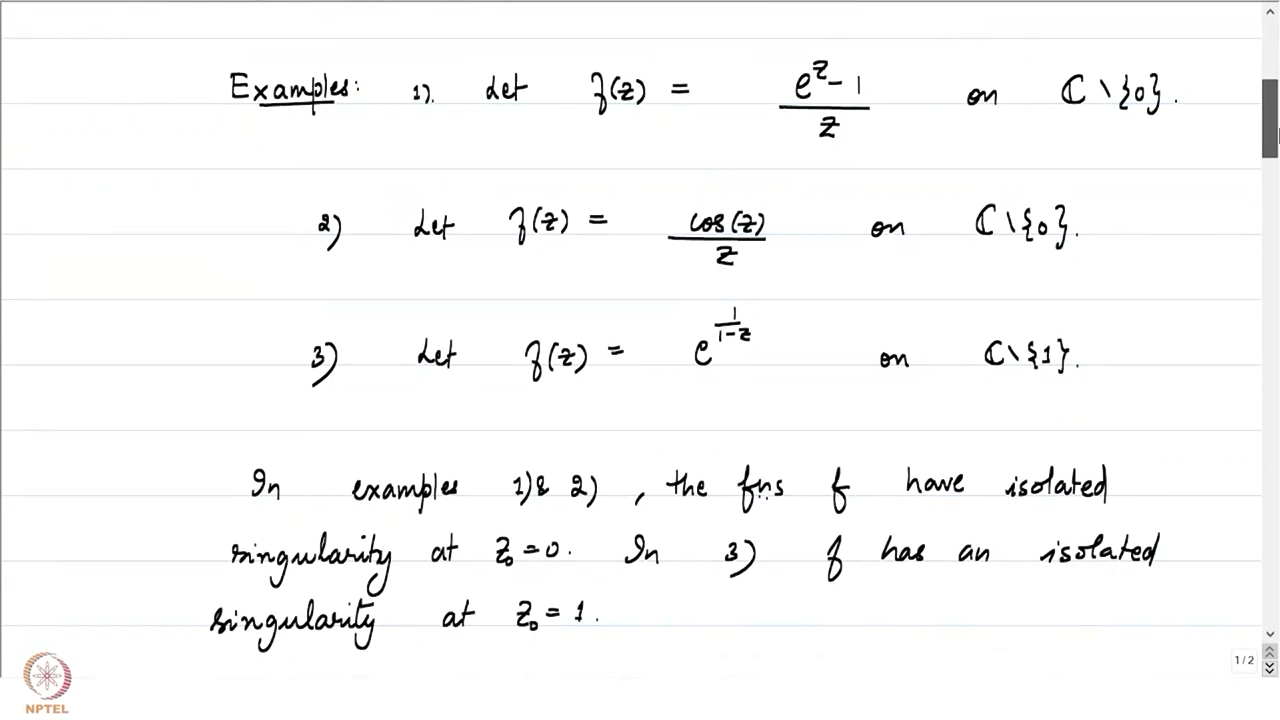 Examples: 1). Let f(z) = e^z - 1 / z on ℂ \ {0}.
2) Let f(z) = cos(z) / z on ℂ \ {0}.
3) Let f(z) = e^(1/(1-z)) on ℂ \ {1}.
In examples 1) & 2), the fns f have isolated
singularity at z₀ = 0. In 3) f has an isolated
singularity at z₀ = 1.
1/2
NPTEL